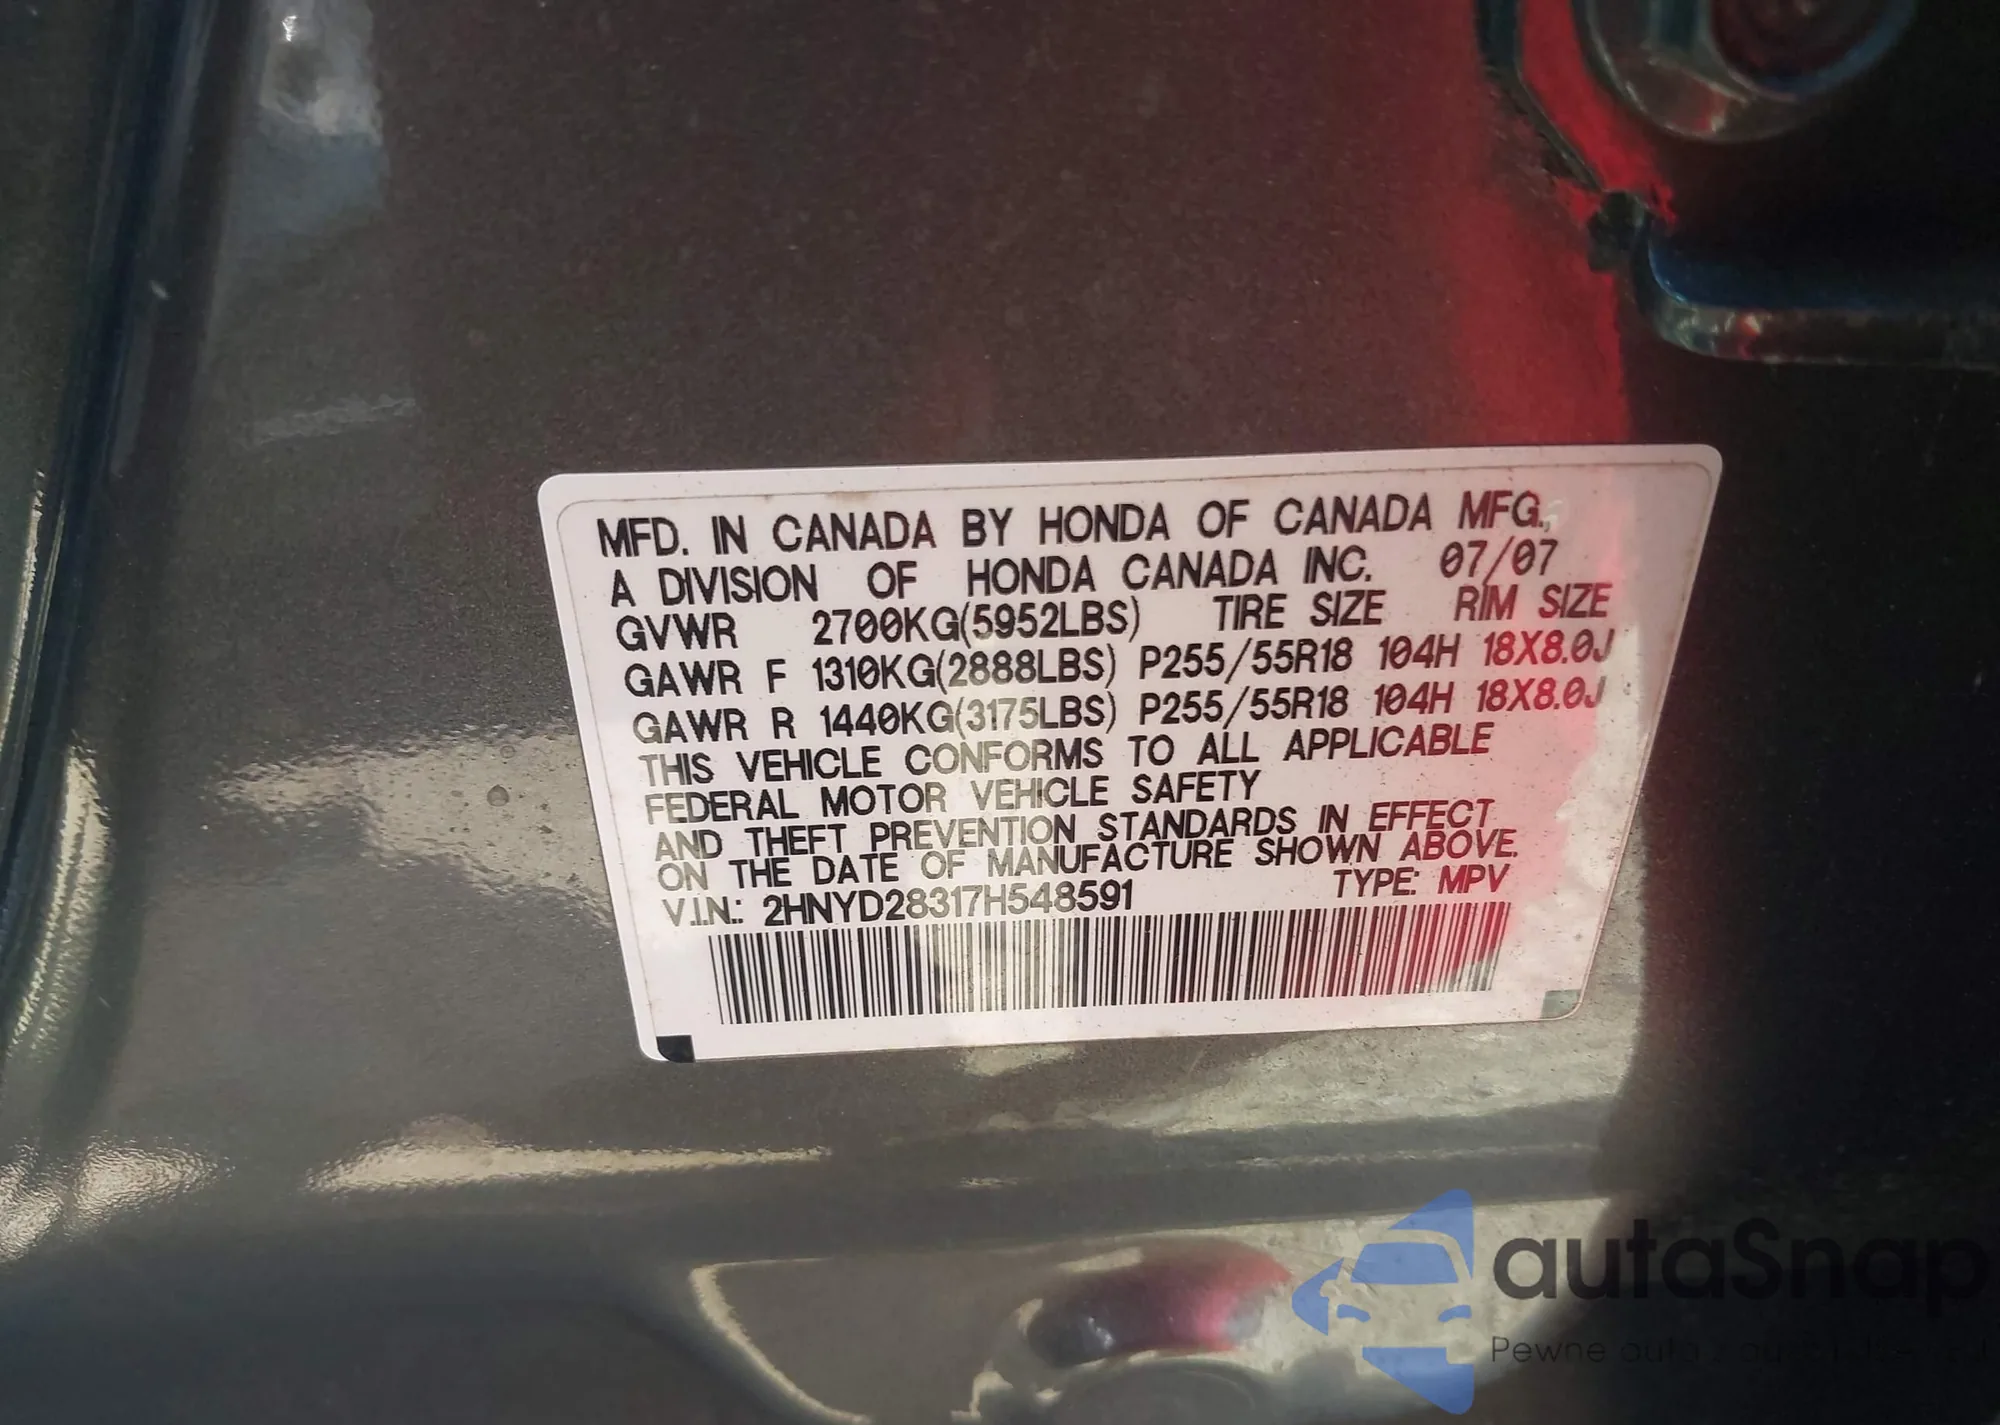 MFD. IN CANADA BY HONDA OF CANADA MFG.,
A DIVISION OF HONDA CANADA INC. 07/07
GVWR 2700KG(5952LBS) TIRE SIZE RIM SIZE
GAWR F 1310KG(2888LBS) P255/55R18 104H 18X8.0J
GAWR R 1440KG(3175LBS) P255/55R18 104H 18X8.0J
THIS VEHICLE CONFORMS TO ALL APPLICABLE
FEDERAL MOTOR VEHICLE SAFETY
AND THEFT PREVENTION STANDARDS IN EFFECT
ON THE DATE OF MANUFACTURE SHOWN ABOVE.
V.I.N.: 2HNYD28317H548591 TYPE: MPV
autaSnap
Pewne auto z